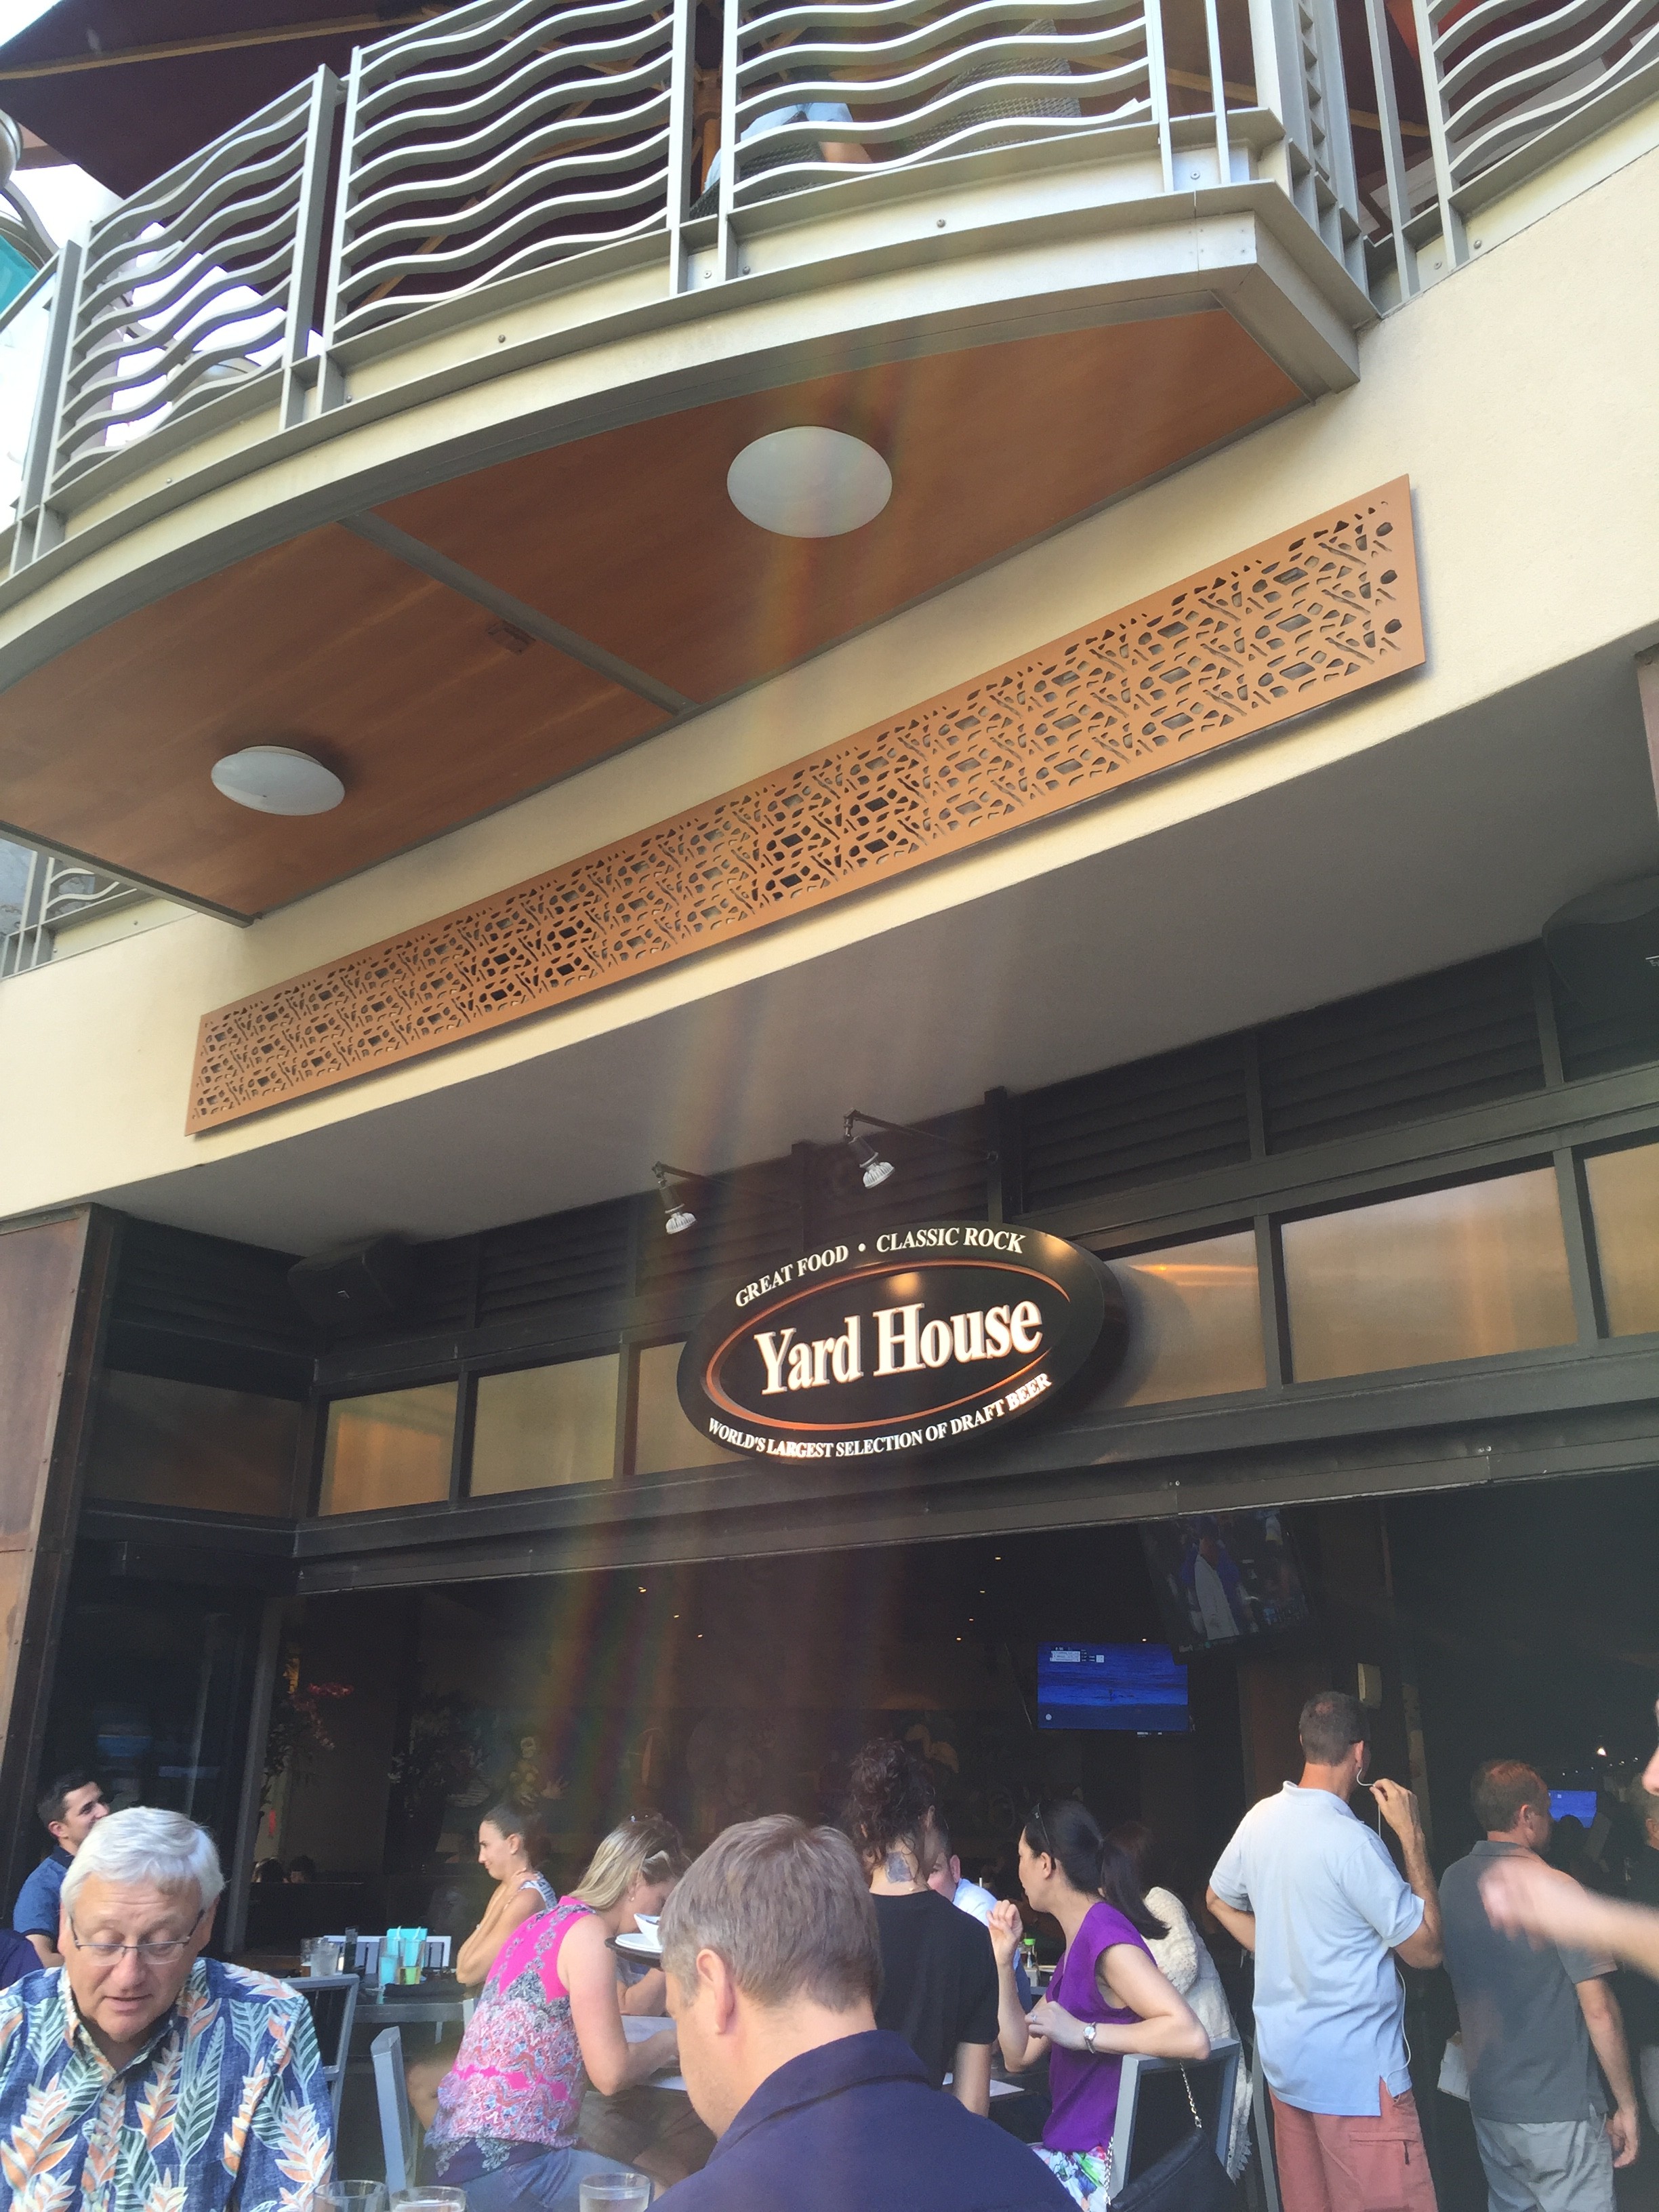 GREAT FOOD • CLASSIC ROCK
Yard House
WORLD'S LARGEST SELECTION OF DRAFT BEER